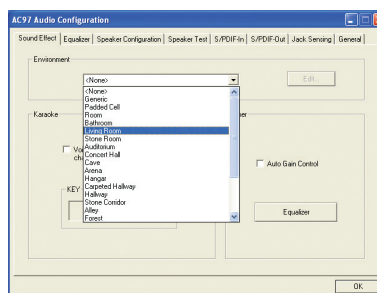 AC97 Audio Configuration
Sound Effect Equalizer Speaker Configuration Speaker Test S/PDIF-In S/PDIF-Out Jack Sensing General
Environment
<None>
Edit...
<None>
Generic
Padded Cell
Room
Bathroom
Living Room
Stone Room
Auditorium
Concert Hall
Cave
Arena
Hangar
Carpeted Hallway
Hallway
Stone Corridor
Alley
Forest
Karaoke
KEY
Auto Gain Control
Equalizer
OK